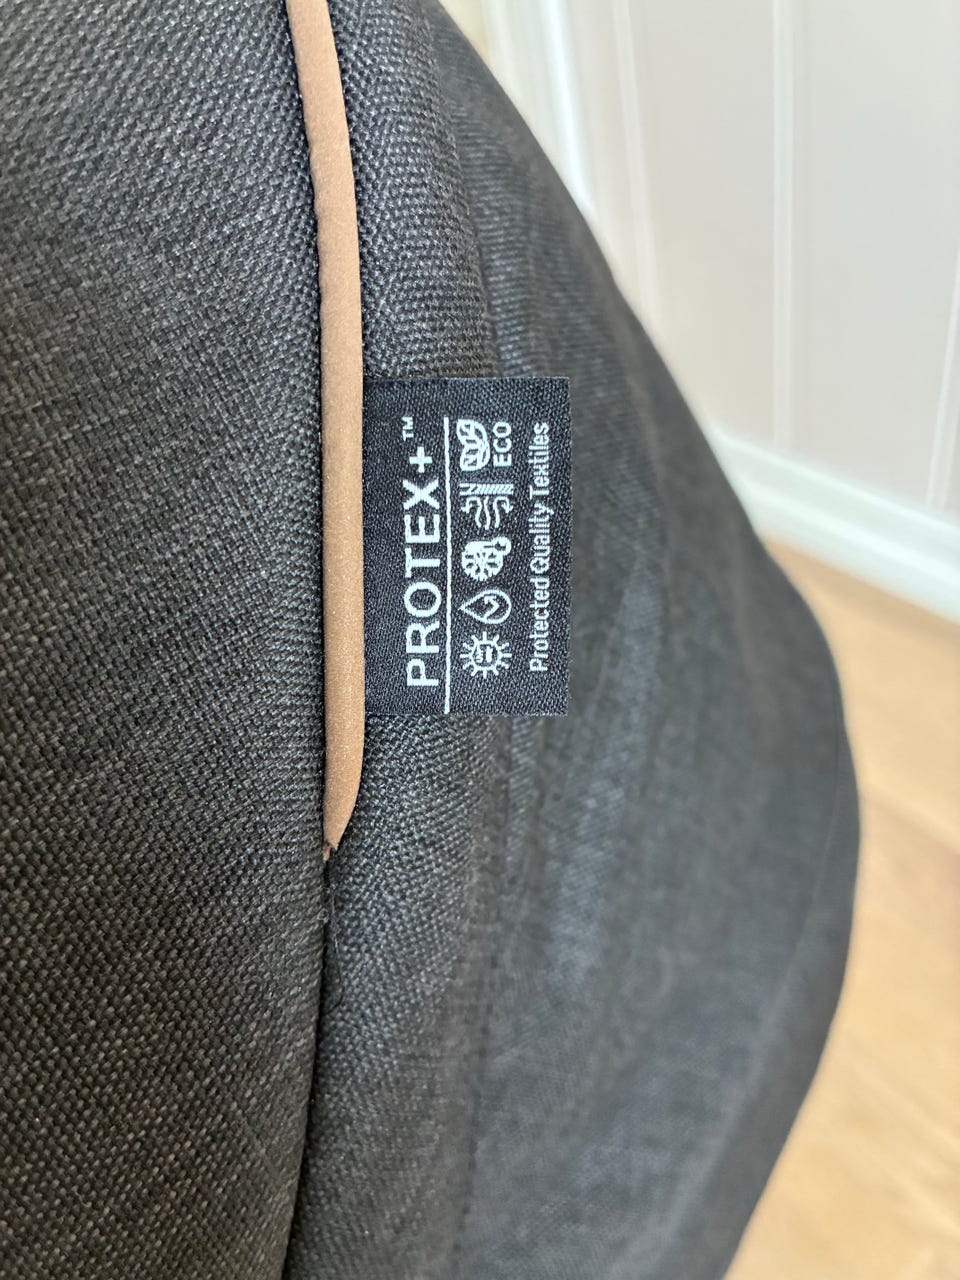 PROTEX+™
ECO
Protected Quality Textiles